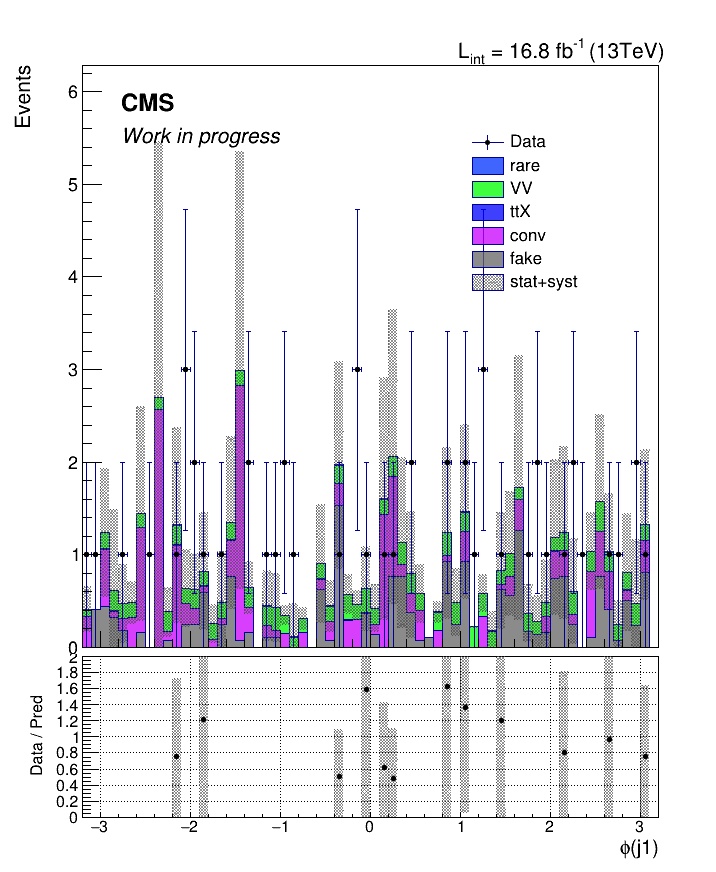 L_int = 16.8 fb^-1 (13TeV)
Events
CMS
Work in progress
Data
rare
VV
ttX
conv
fake
stat+syst
6
5
4
3
2
1
0
Data / Pred
2
1.8
1.6
1.4
1.2
1
0.8
0.6
0.4
0.2
0
−3 −2 −1 0 1 2 3
ϕ(j1)